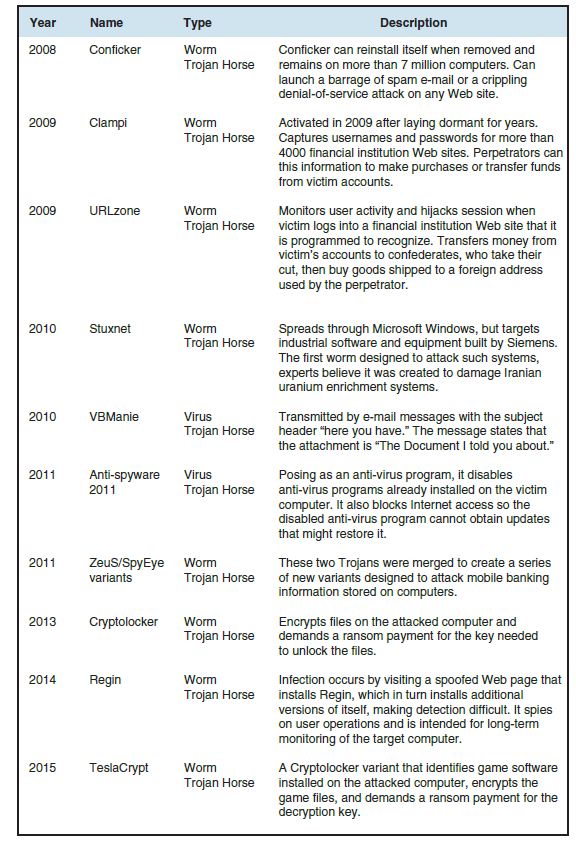 Year Name Type Description
2008 Conficker Worm Conficker can reinstall itself when removed and
Trojan Horse remains on more than 7 million computers. Can
launch a barrage of spam e-mail or a crippling
denial-of-service attack on any Web site.
2009 Clampi Worm Activated in 2009 after laying dormant for years.
Trojan Horse Captures usernames and passwords for more than
4000 financial institution Web sites. Perpetrators can
this information to make purchases or transfer funds
from victim accounts.
2009 URLzone Worm Monitors user activity and hijacks session when
Trojan Horse victim logs into a financial institution Web site that it
is programmed to recognize. Transfers money from
victim's accounts to confederates, who take their
cut, then buy goods shipped to a foreign address
used by the perpetrator.
2010 Stuxnet Worm Spreads through Microsoft Windows, but targets
Trojan Horse industrial software and equipment built by Siemens.
The first worm designed to attack such systems,
experts believe it was created to damage Iranian
uranium enrichment systems.
2010 VBManie Virus Transmitted by e-mail messages with the subject
Trojan Horse header “here you have.” The message states that
the attachment is “The Document I told you about.”
2011 Anti-spyware Virus Posing as an anti-virus program, it disables
2011 Trojan Horse anti-virus programs already installed on the victim
computer. It also blocks Internet access so the
disabled anti-virus program cannot obtain updates
that might restore it.
2011 ZeuS/SpyEye Worm These two Trojans were merged to create a series
variants Trojan Horse of new variants designed to attack mobile banking
information stored on computers.
2013 Cryptolocker Worm Encrypts files on the attacked computer and
Trojan Horse demands a ransom payment for the key needed
to unlock the files.
2014 Regin Worm Infection occurs by visiting a spoofed Web page that
Trojan Horse installs Regin, which in turn installs additional
versions of itself, making detection difficult. It spies
on user operations and is intended for long-term
monitoring of the target computer.
2015 TeslaCrypt Worm A Cryptolocker variant that identifies game software
Trojan Horse installed on the attacked computer, encrypts the
game files, and demands a ransom payment for the
decryption key.